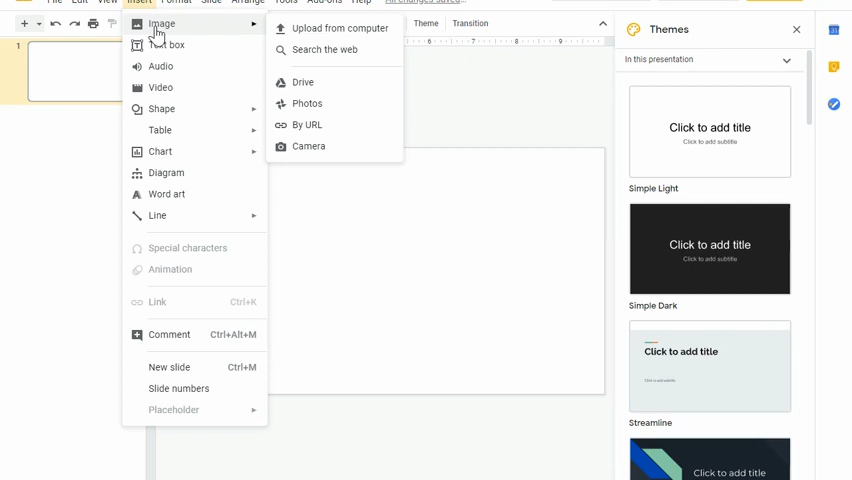 File Edit View Insert Format Slide Arrange Tools Add-ons Help All changes saved...
Theme Transition
6 7 8 9
1
Image
Text box
Audio
Video
Shape
Table
Chart
Diagram
Word art
Line
Special characters
Animation
Link Ctrl+K
Comment Ctrl+Alt+M
New slide Ctrl+M
Slide numbers
Placeholder
Upload from computer
Search the web
Drive
Photos
By URL
Camera
Themes
In this presentation
Click to add title
Click to add subtitle
Simple Light
Click to add title
Click to add subtitle
Simple Dark
Click to add title
Click to add subtitle
Streamline
Click to add title